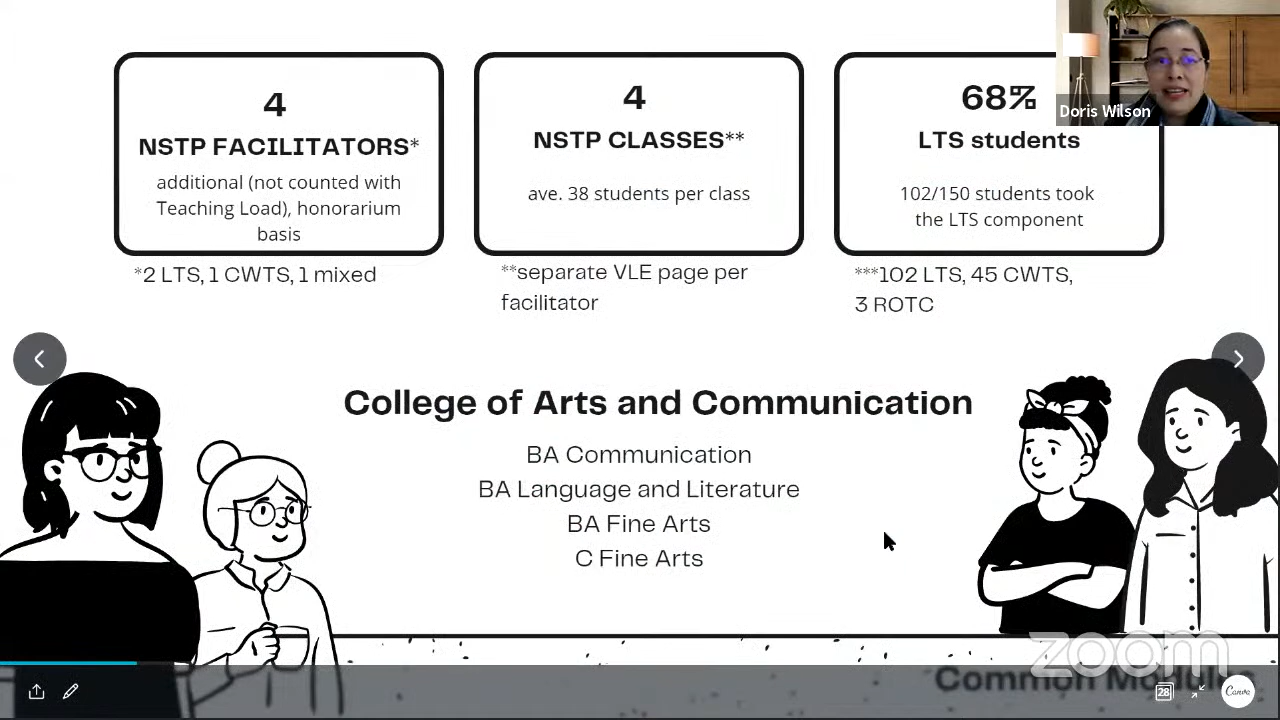 4
NSTP FACILITATORS*
additional (not counted with
Teaching Load), honorarium
basis
*2 LTS, 1 CWTS, 1 mixed
4
NSTP CLASSES**
ave. 38 students per class
**separate VLE page per
facilitator
68%
LTS students
102/150 students took
the LTS component
***102 LTS, 45 CWTS,
3 ROTC
Doris Wilson
College of Arts and Communication
BA Communication
BA Language and Literature
BA Fine Arts
C Fine Arts
zoom
Common Module
28
Canva